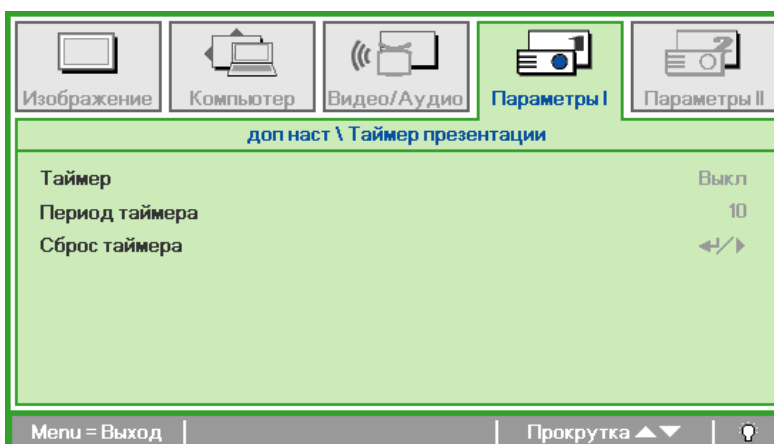 Изображение
Компьютер
Видео/Аудио
Параметры I
Параметры II
доп наст \ Таймер презентации
Таймер Выкл
Период таймера 10
Сброс таймера
Menu = Выход Прокрутка